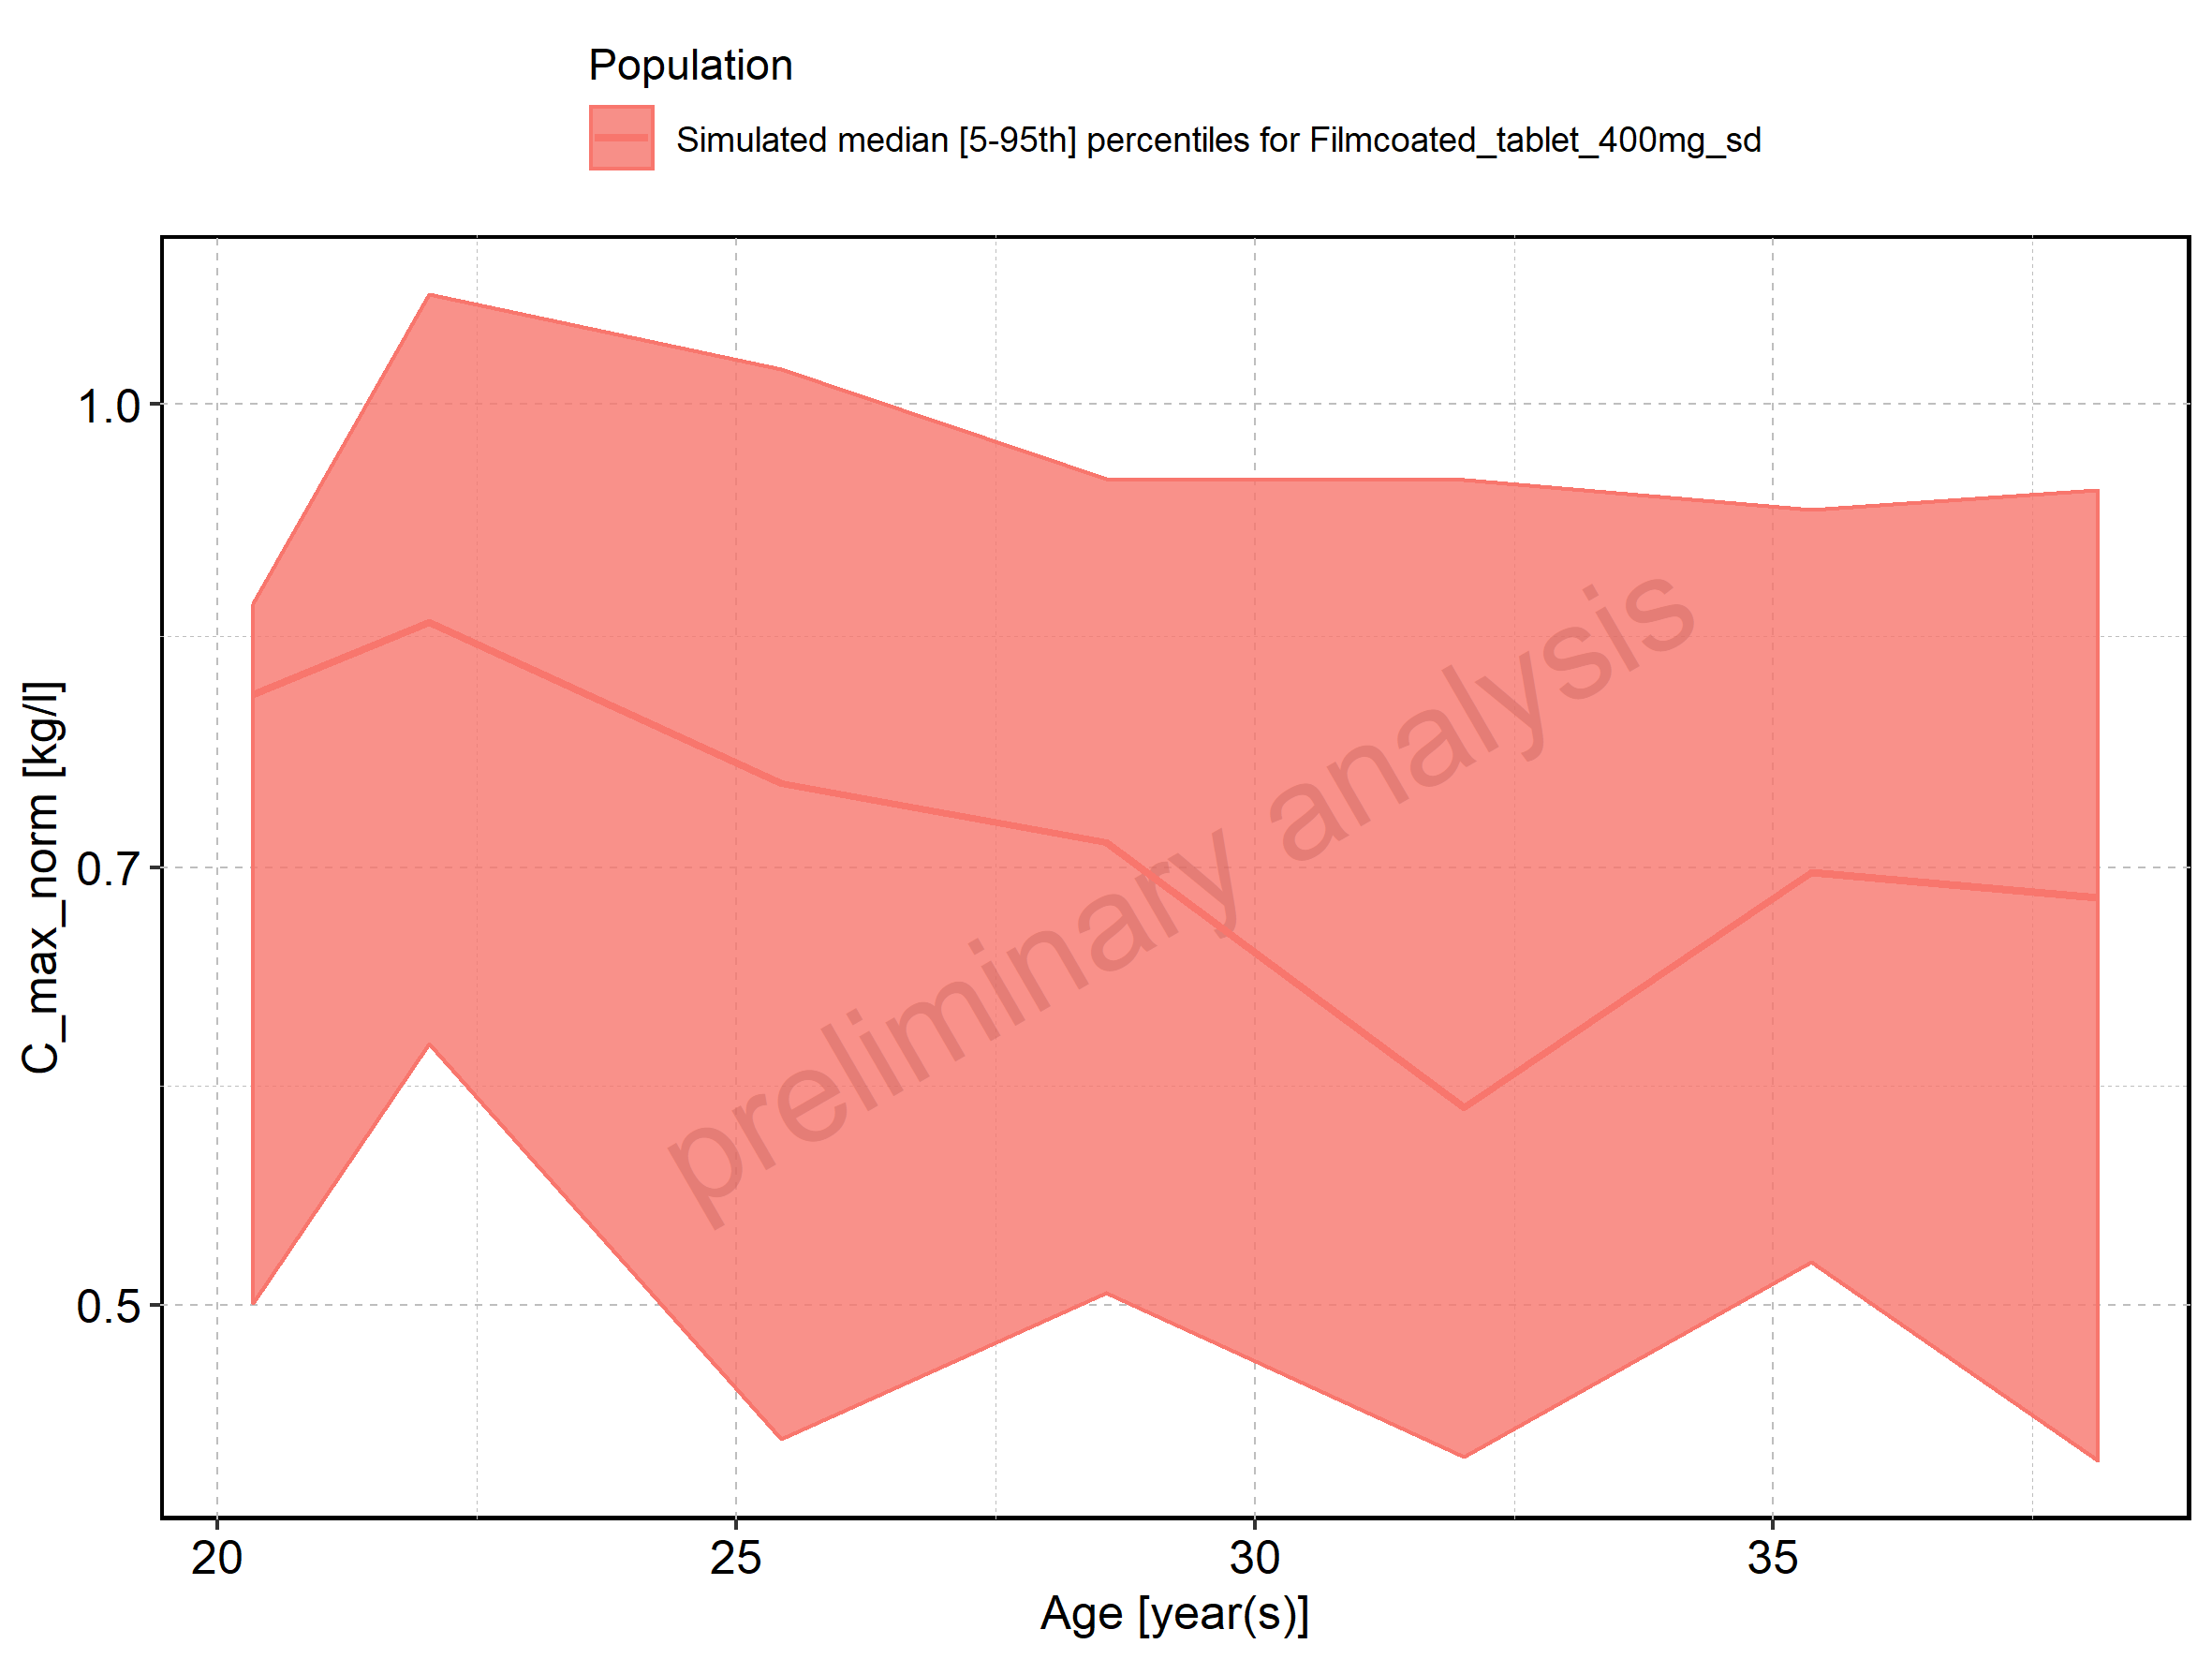 Population
Simulated median [5-95th] percentiles for Filmcoated_tablet_400mg_sd
C_max_norm [kg/l]
1.0
0.7
0.5
preliminary analysis
20 25 30 35
Age [year(s)]